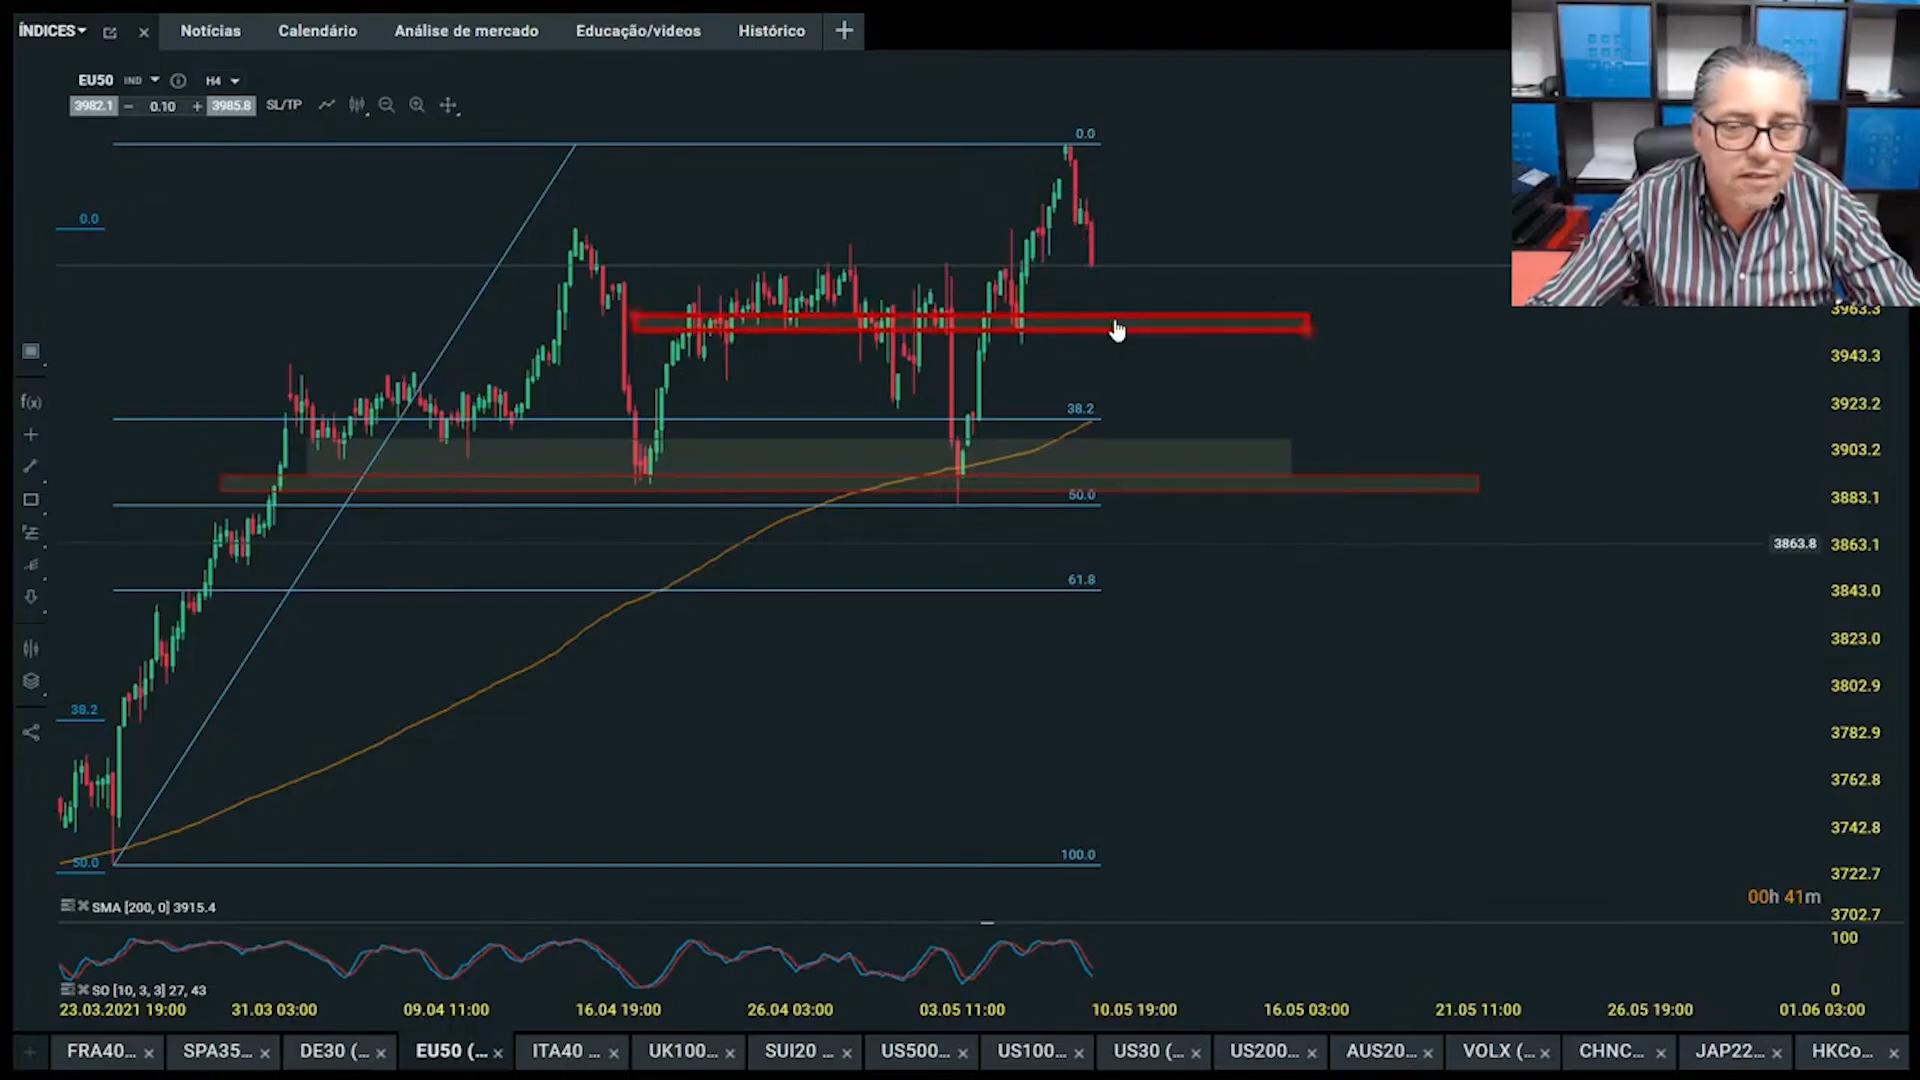 ÍNDICES
Notícias
Calendário
Análise de mercado
Educação/videos
Histórico
EU50 IND H4
3982.1 − 0.10 + 3985.8 SL/TP
0.0
0.0
38.2
50.0
61.8
38.2
50.0
100.0
3963.3
3943.3
3923.2
3903.2
3883.1
3863.8
3863.1
3843.0
3823.0
3802.9
3782.9
3762.8
3742.8
3722.7
3702.7
00h 41m
f(x)
SMA [200, 0] 3915.4
100
SO [10, 3, 3] 27, 43
0
23.03.2021 19:00 31.03 03:00 09.04 11:00 16.04 19:00 26.04 03:00 03.05 11:00 10.05 19:00 16.05 03:00 21.05 11:00 26.05 19:00 01.06 03:00
FRA40... SPA35... DE30 (... EU50 (... ITA40 ... UK100... SUI20 ... US500... US100... US30 (... US200... AUS20... VOLX (... CHNC... JAP22... HKCo...